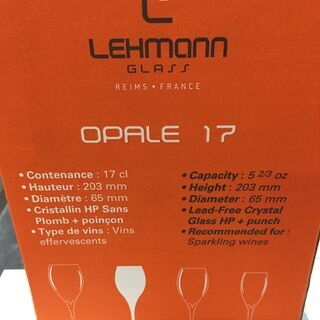 LEHMANN
GLASS
REIMS • FRANCE
OPALE 17
• Contenance : 17 cl
• Hauteur : 203 mm
• Diamètre : 65 mm
• Cristallin HP Sans
Plomb + poinçon
• Type de vins : Vins
effervescents
• Capacity : 5 2/3 oz
• Height : 203 mm
• Diameter : 65 mm
• Lead-Free Crystal
Glass HP + punch
• Recommended for :
Sparkling wines